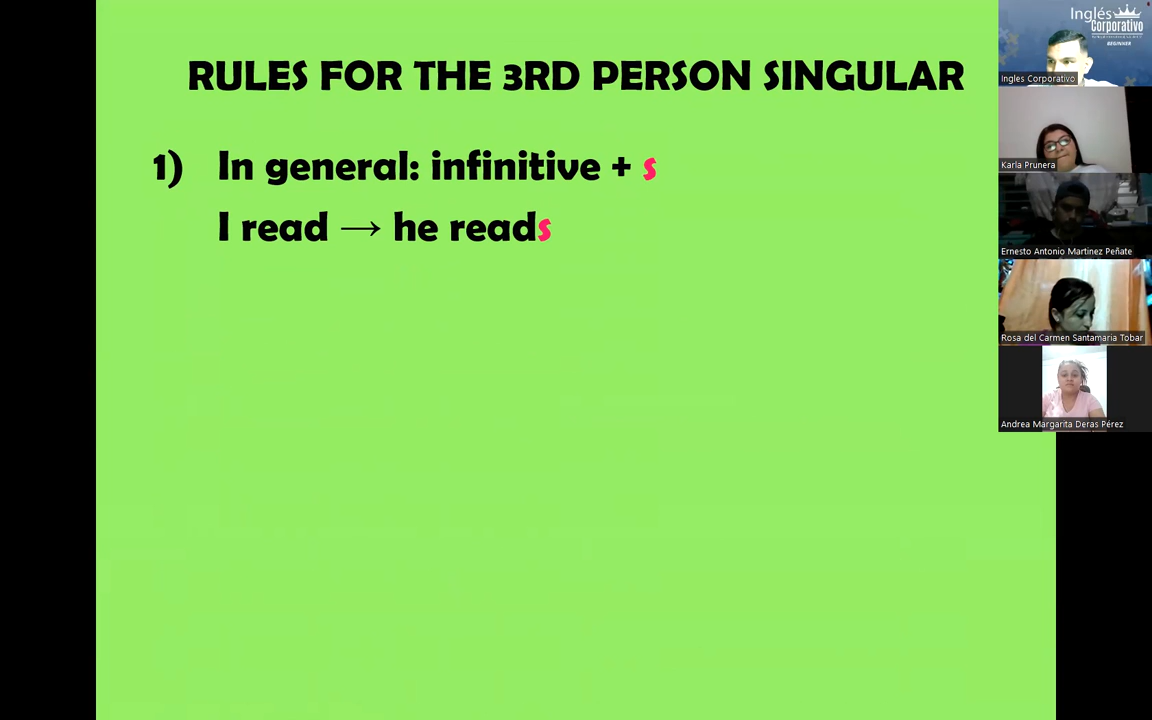 RULES FOR THE 3RD PERSON SINGULAR
1) In general: infinitive + s
I read → he reads
Inglés
Corporativo
BEGINNER
Ingles Corporativo
Karla Prunera
Ernesto Antonio Martinez Peñate
Rosa del Carmen Santamaria Tobar
Andrea Margarita Deras Pérez